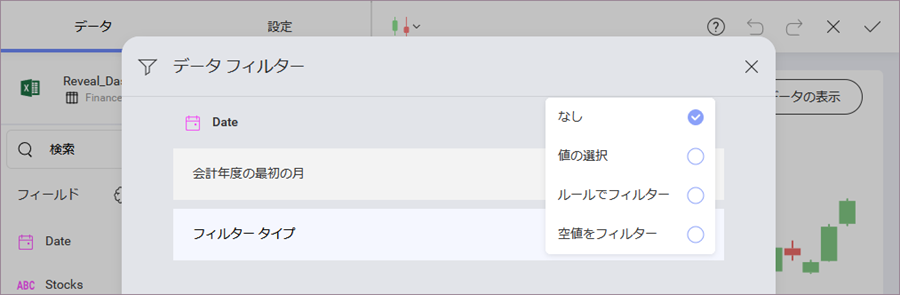 データ
設定
データ フィルター
Reveal_Da
Finance
データの表示
Date
なし
検索
値の選択
会計年度の最初の月
フィールド
ルールでフィルター
フィルター タイプ
空値をフィルター
Date
ABC Stocks